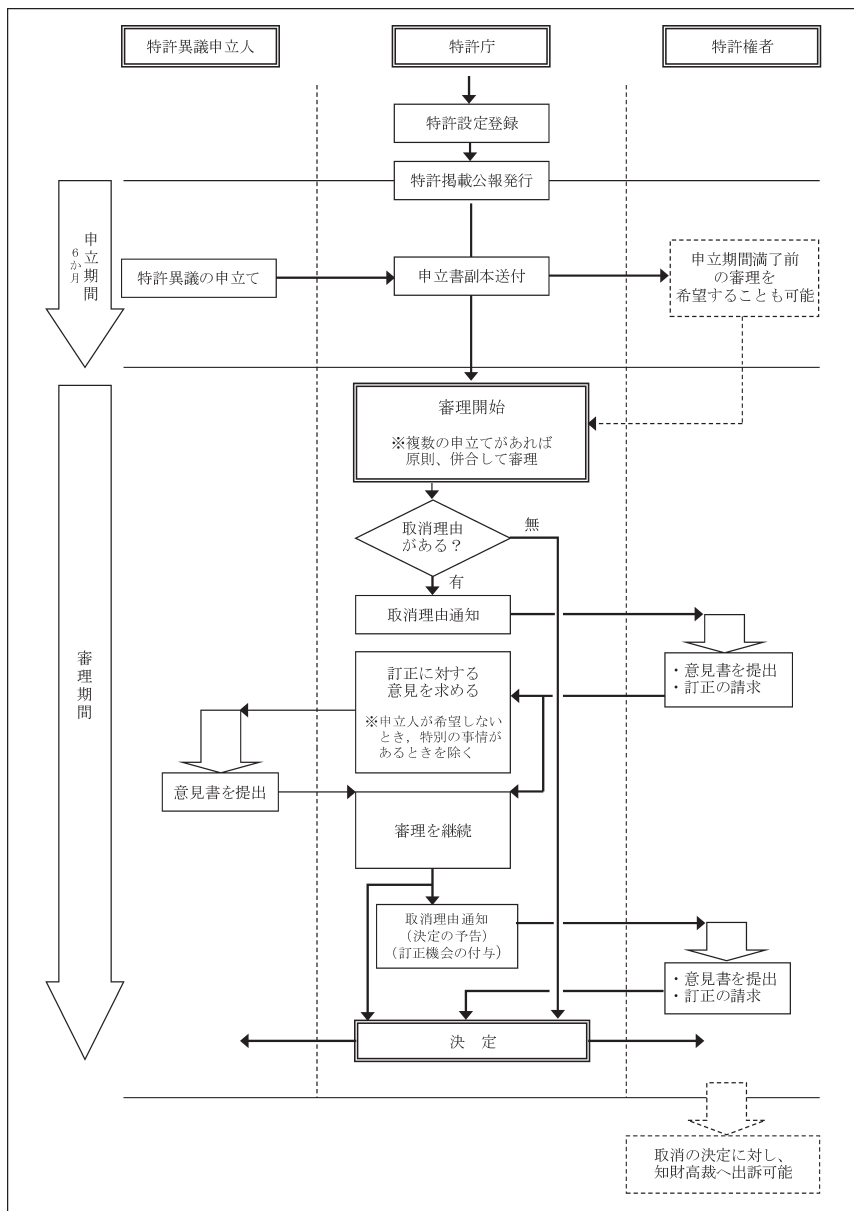 特許異議申立人
特許庁
特許権者
特許設定登録
特許掲載公報発行
申立期間
6か月
特許異議の申立て
申立書副本送付
申立期間満了前
の審理を
希望することも可能
審理開始
※複数の申立てがあれば
原則、併合して審理
取消理由
がある？
無
有
取消理由通知
・意見書を提出
・訂正の請求
審理期間
訂正に対する
意見を求める
※申立人が希望しない
とき，特別の事情が
あるときを除く
意見書を提出
審理を継続
取消理由通知
（決定の予告）
（訂正機会の付与）
・意見書を提出
・訂正の請求
決　定
取消の決定に対し、
知財高裁へ出訴可能